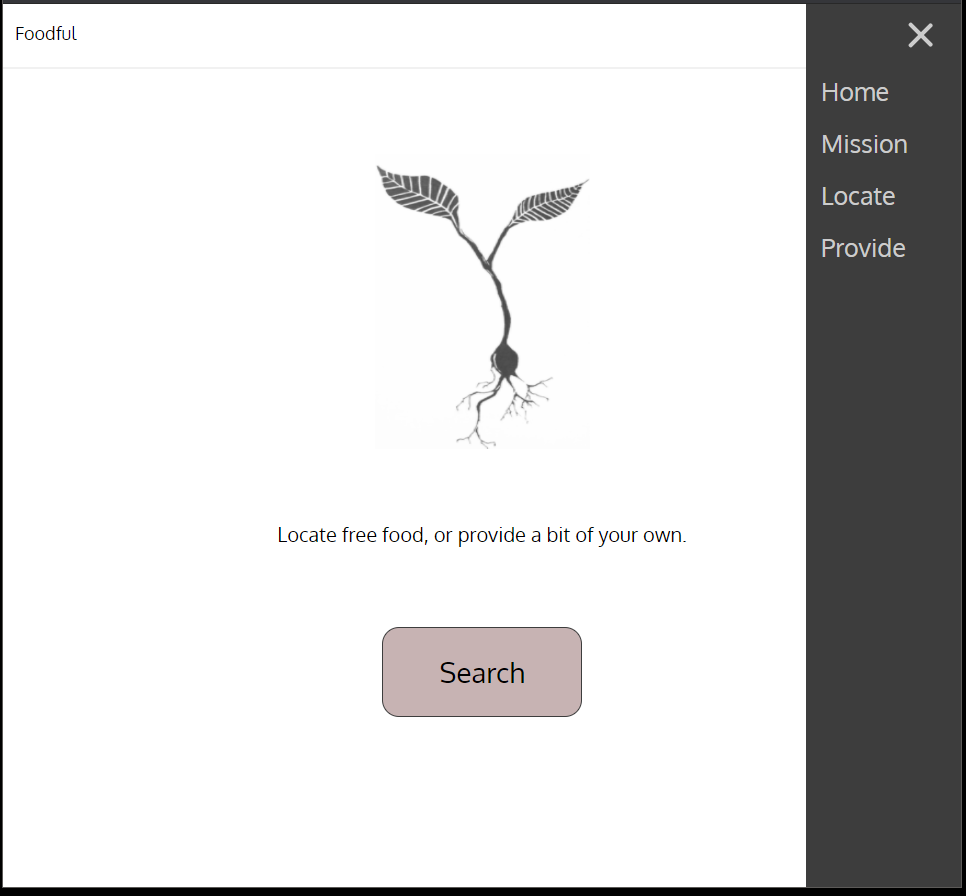 Foodful
Home
Mission
Locate
Provide
Locate free food, or provide a bit of your own.
Search